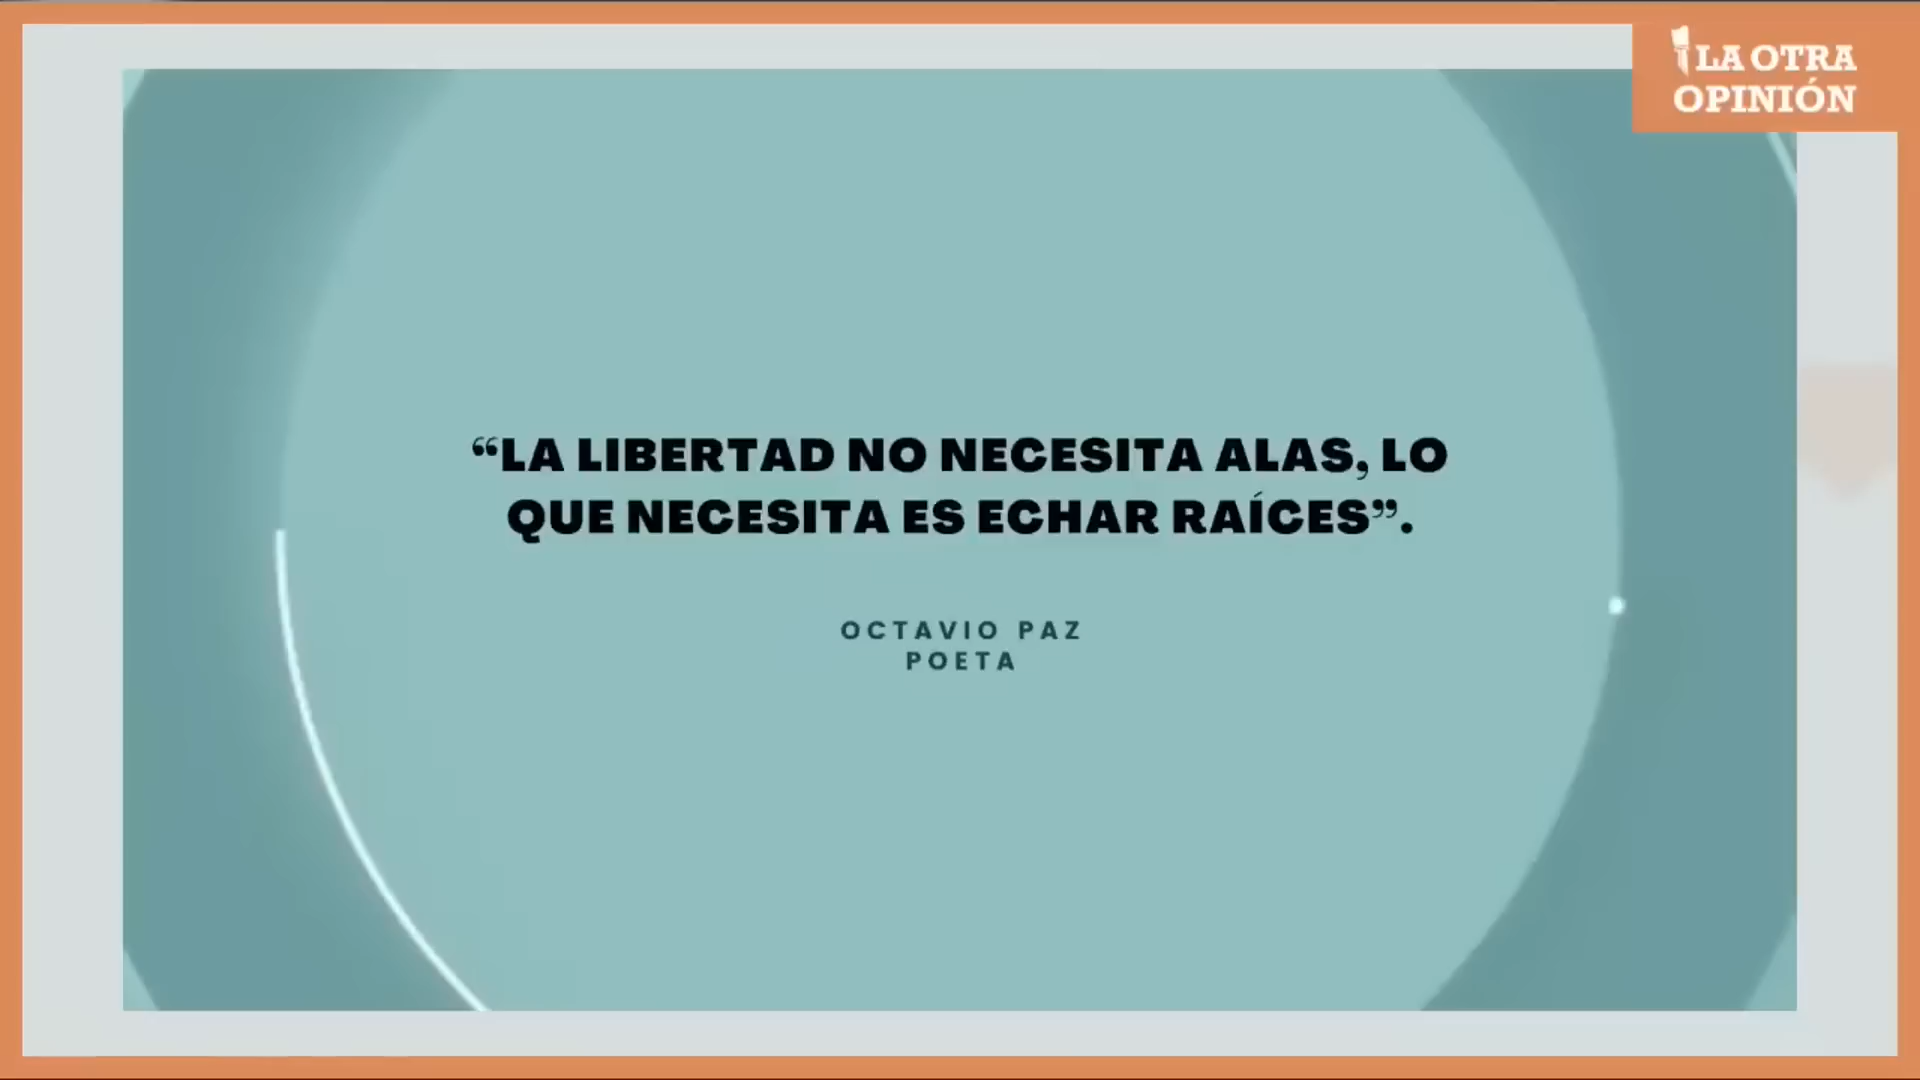 LA OTRA
OPINIÓN
“LA LIBERTAD NO NECESITA ALAS, LO
QUE NECESITA ES ECHAR RAÍCES”.
OCTAVIO PAZ
POETA